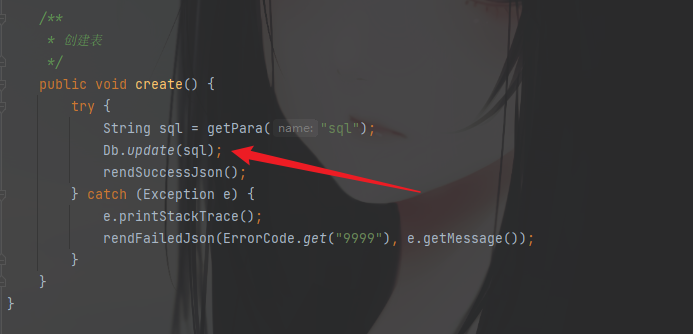 /**
* 创建表
*/
public void create() {
try {
String sql = getPara( name: "sql");
Db.update(sql);
rendSuccessJson();
} catch (Exception e) {
e.printStackTrace();
rendFailedJson(ErrorCode.get("9999"), e.getMessage());
}
}
}